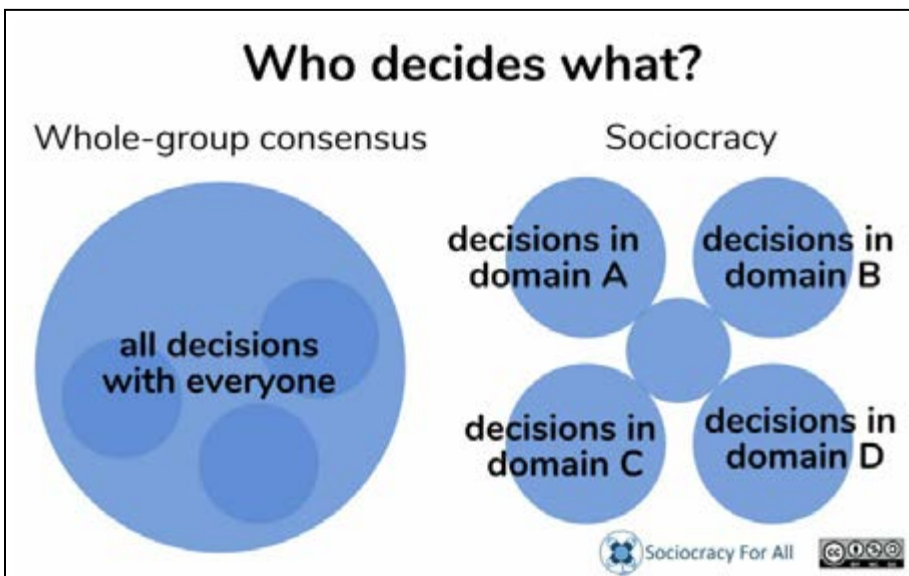 Who decides what?
Whole-group consensus
all decisions
with everyone
Sociocracy
decisions in
domain A
decisions in
domain B
decisions in
domain C
decisions in
domain D
Sociocracy For All
cc